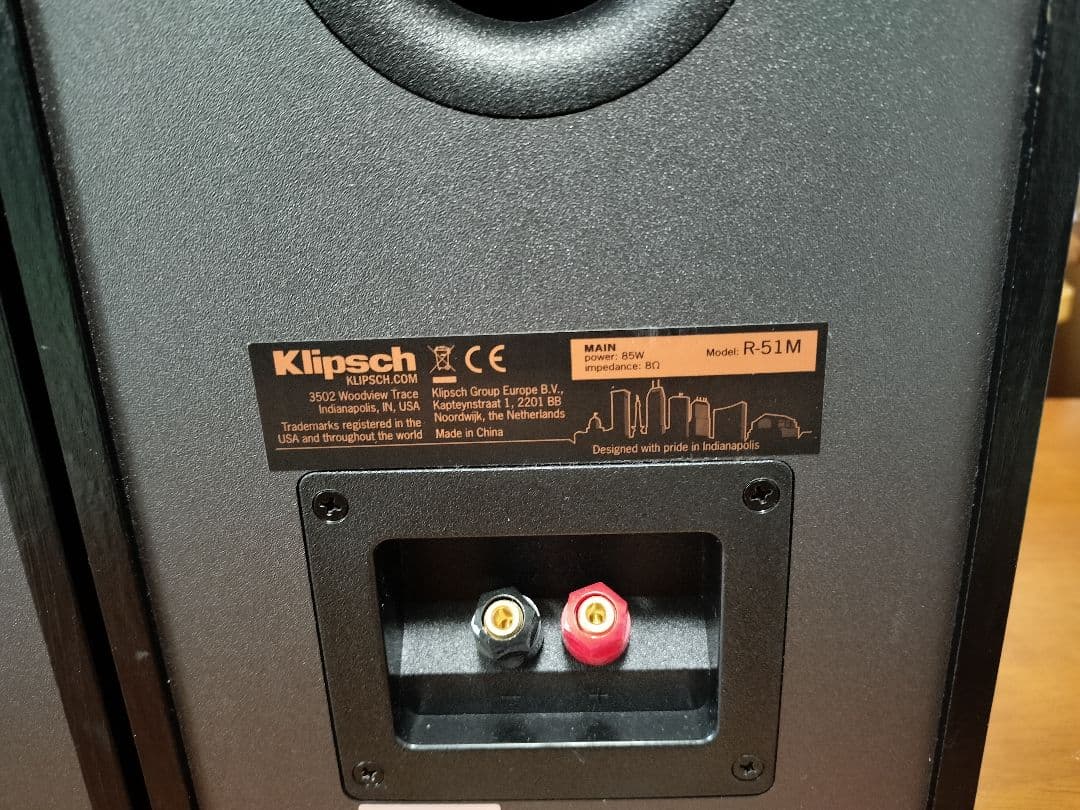 Klipsch
KLIPSCH.COM
3502 Woodview Trace
Indianapolis, IN, USA
Trademarks registered in the
USA and throughout the world
CE
Klipsch Group Europe B.V.,
Kapteynstraat 1, 2201 BB
Noordwijk, the Netherlands
Made in China
MAIN
power: 85W
impedance: 8Ω
Model: R-51M
Designed with pride in Indianapolis
- +